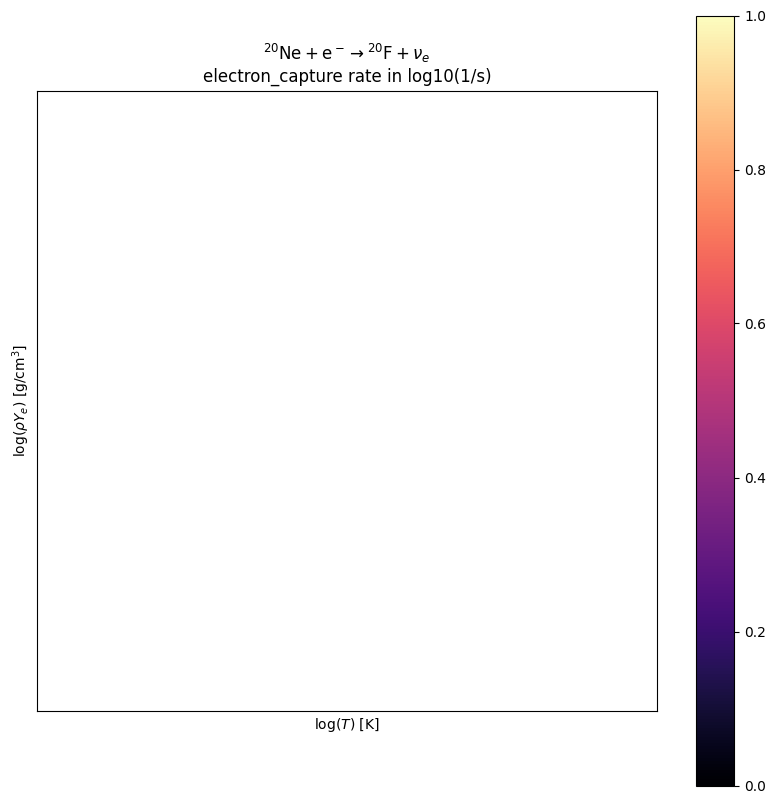 ²⁰Ne + e⁻ → ²⁰F + νₑ
electron_capture rate in log10(1/s)
log(ρYₑ) [g/cm³]
log(T) [K]
1.0
0.8
0.6
0.4
0.2
0.0